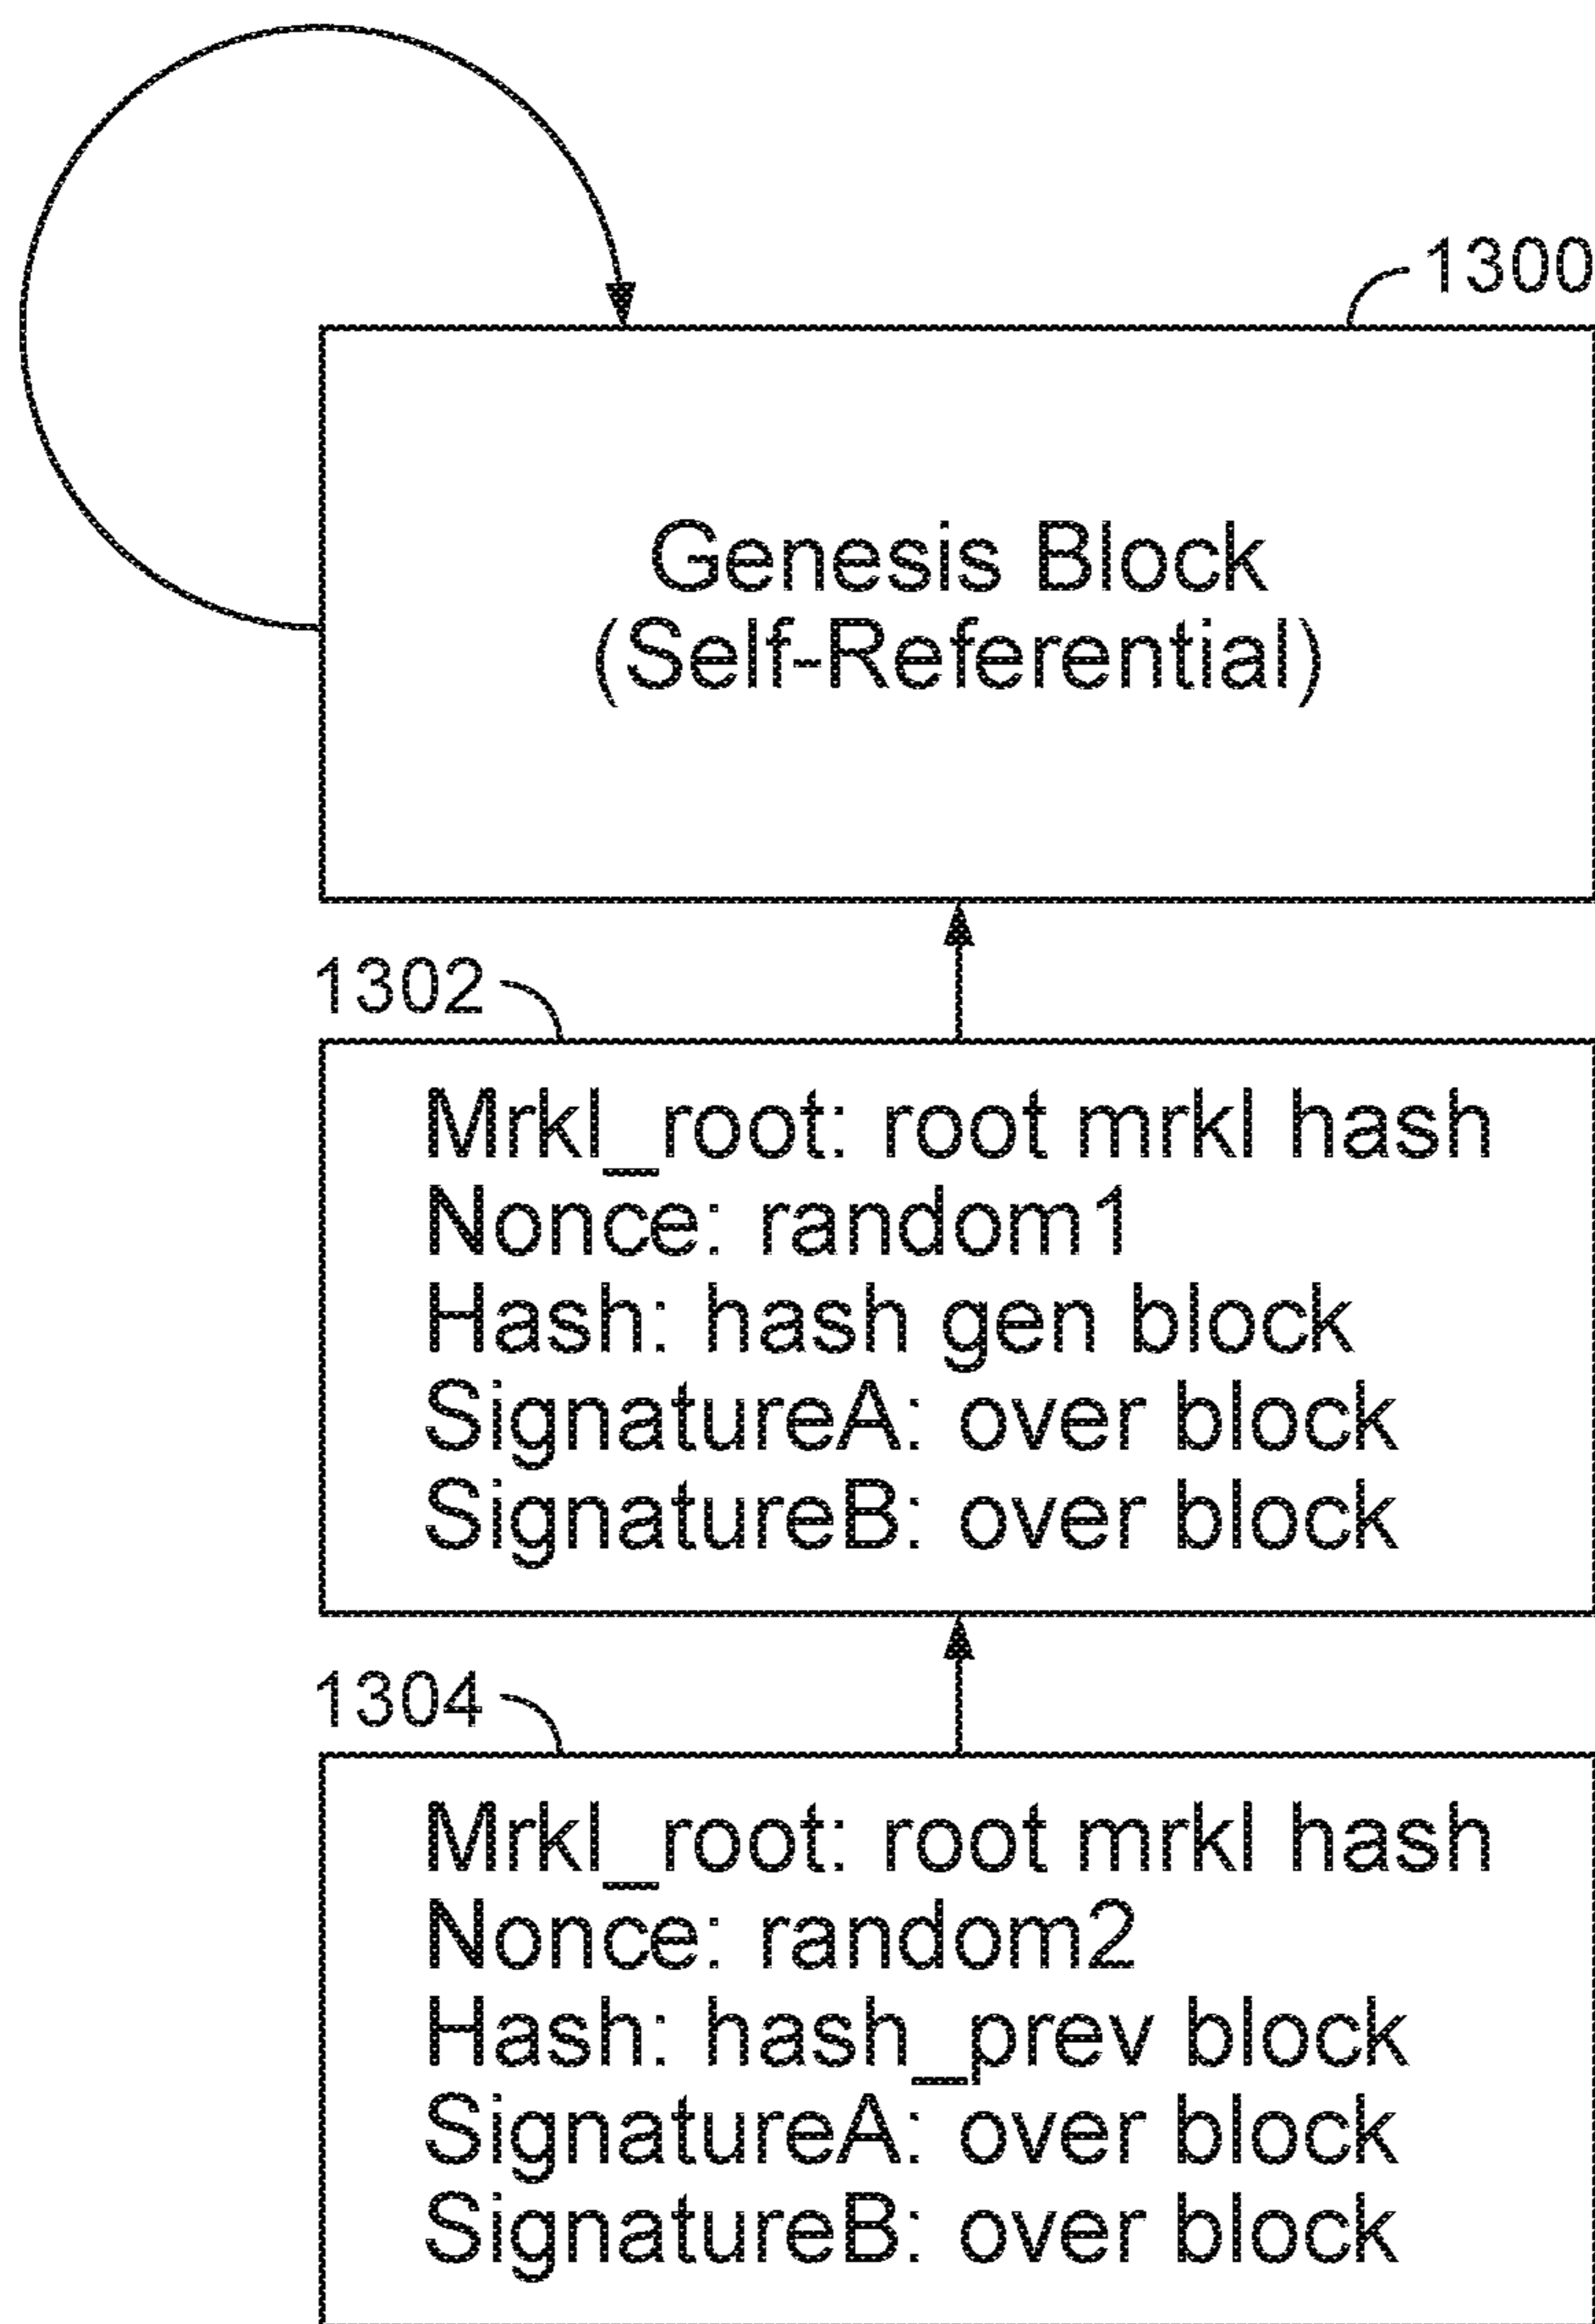 1300
Genesis Block
(Self-Referential)
1302
Mrkl_root: root mrkl hash
Nonce: random1
Hash: hash gen block
SignatureA: over block
SignatureB: over block
1304
Mrkl_root: root mrkl hash
Nonce: random2
Hash: hash_prev block
SignatureA: over block
SignatureB: over block